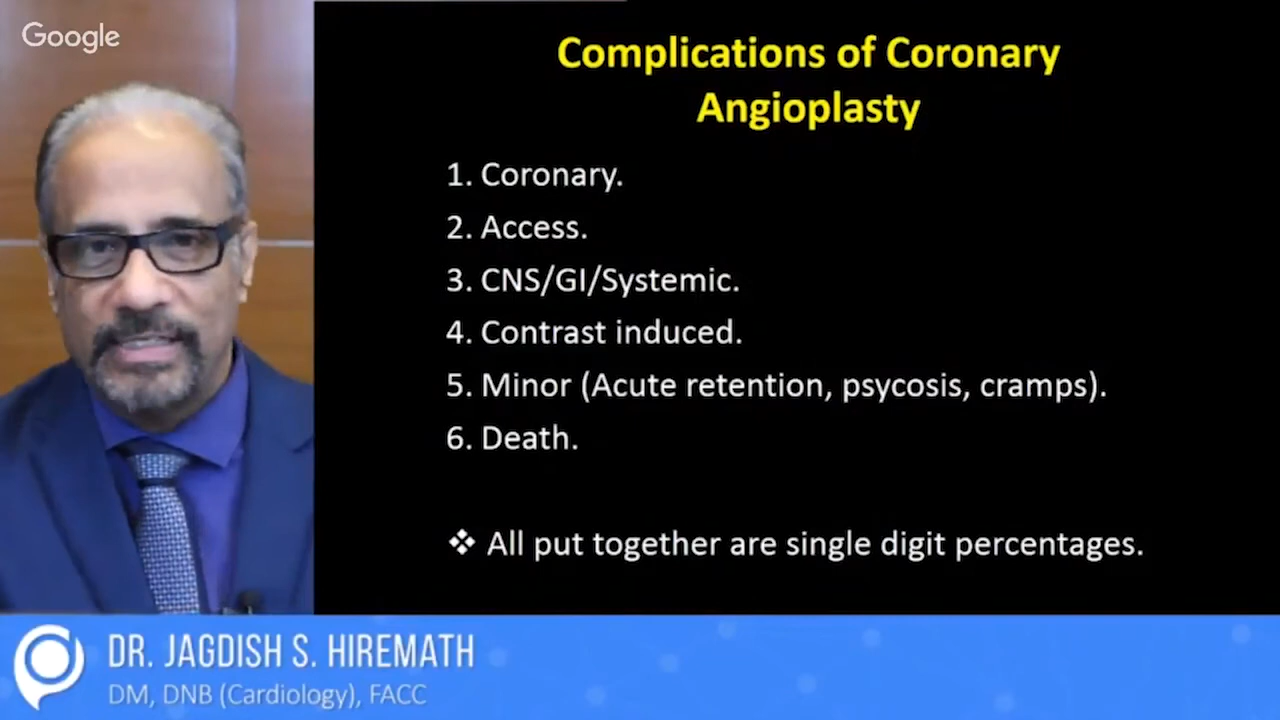 Google
Complications of Coronary
Angioplasty
1. Coronary.
2. Access.
3. CNS/GI/Systemic.
4. Contrast induced.
5. Minor (Acute retention, psycosis, cramps).
6. Death.
❖ All put together are single digit percentages.
DR. JAGDISH S. HIREMATH
DM, DNB (Cardiology), FACC